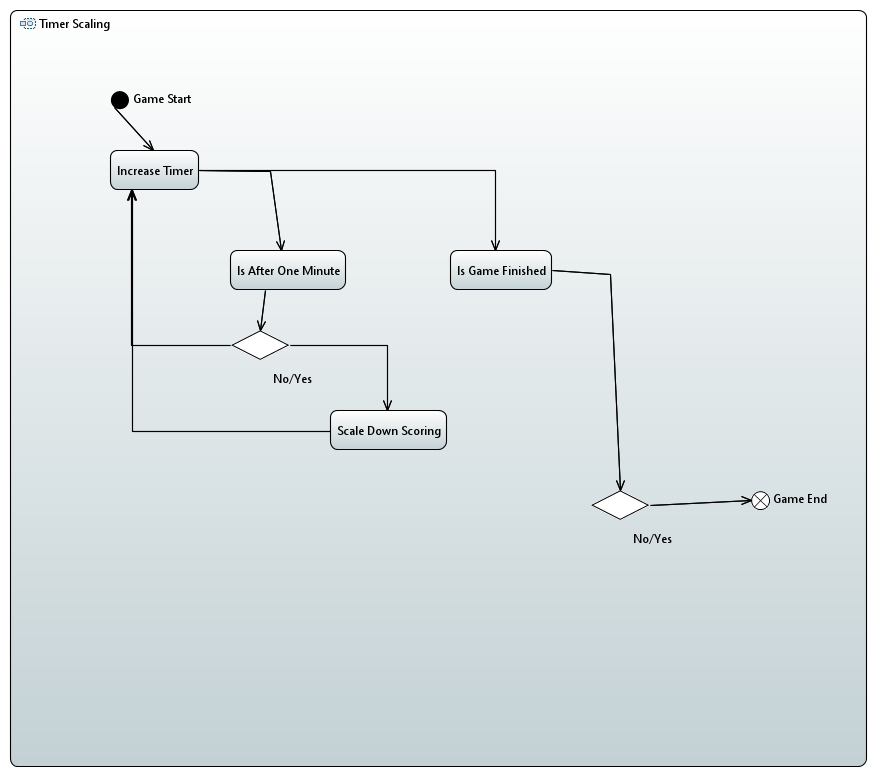 Timer Scaling
Game Start
Increase Timer
Is After One Minute
Is Game Finished
No/Yes
Scale Down Scoring
Game End
No/Yes